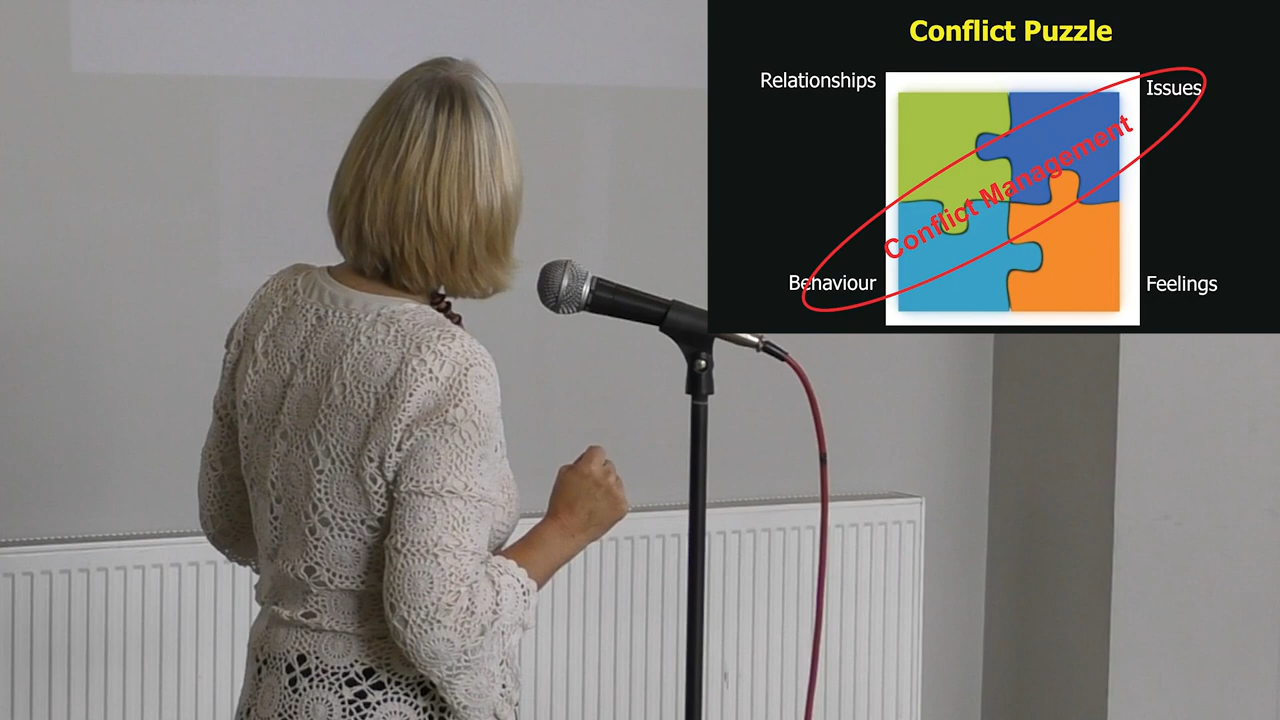 Conflict Puzzle
Relationships
Issues
Conflict Management
Behaviour
Feelings